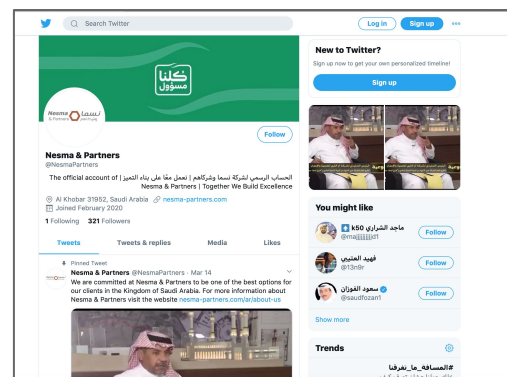 Search Twitter
Log in
Sign up
كلنا
مسؤول
Nesma
& Partners
نسما
Follow
Nesma & Partners
@NesmaPartners
الحساب الرسمي لشركة نسما وشركاهم | نعمل معًا على بناء التميز | The official account of
Nesma & Partners | Together We Build Excellence
Al Khobar 31952, Saudi Arabia
nesma-partners.com
Joined February 2020
1 Following 321 Followers
Tweets
Tweets & replies
Media
Likes
Pinned Tweet
Nesma & Partners @NesmaPartners · Mar 14
We are committed at Nesma & Partners to be one of the best options for
our clients in the Kingdom of Saudi Arabia. For more information about
Nesma & Partners visit the website nesma-partners.com/ar/about-us
New to Twitter?
Sign up now to get your own personalized timeline!
Sign up
You might like
ماجد الشراري k50
Follow
فهيد العتيبي
@13n9r
Follow
سعود الفوزان
@saudfozan1
Follow
Show more
Trends
#المسافه_ما_تفرقنا